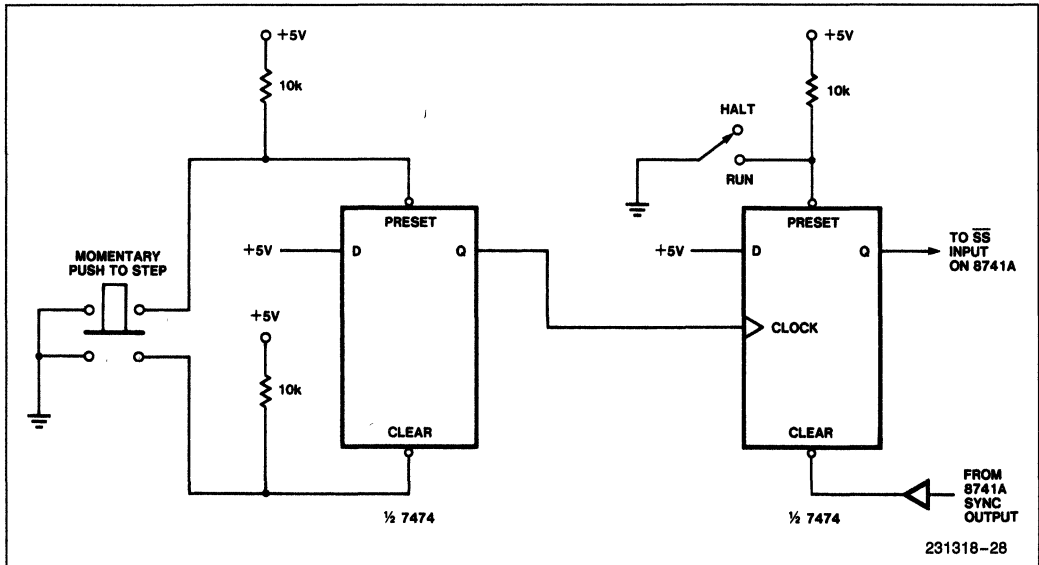 +5V
10k
PRESET
+5V
D
Q
MOMENTARY
PUSH TO STEP
+5V
10k
CLEAR
½ 7474
+5V
10k
HALT
RUN
PRESET
+5V
D
Q
TO S̅S̅
INPUT
ON 8741A
CLOCK
CLEAR
FROM
8741A
SYNC
OUTPUT
½ 7474
231318-28